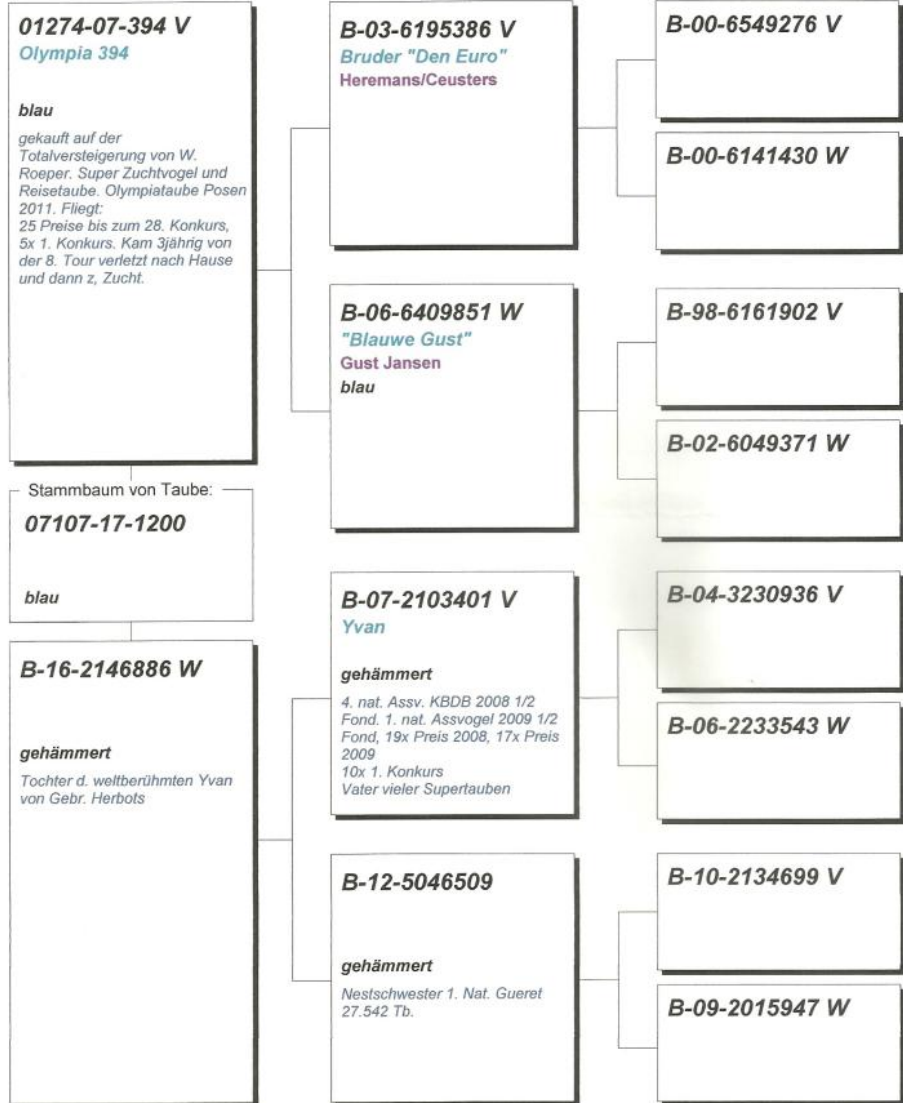 01274-07-394 V
Olympia 394
blau
gekauft auf der
Totalversteigerung von W.
Roeper. Super Zuchtvogel und
Reisetaube. Olympiataube Posen
2011. Fliegt:
25 Preise bis zum 28. Konkurs,
5x 1. Konkurs. Kam 3jährig von
der 8. Tour verletzt nach Hause
und dann z, Zucht.
Stammbaum von Taube:
07107-17-1200
blau
B-16-2146886 W
gehämmert
Tochter d. weltberühmten Yvan
von Gebr. Herbots
B-03-6195386 V
Bruder "Den Euro"
Heremans/Ceusters
B-06-6409851 W
"Blauwe Gust"
Gust Jansen
blau
B-07-2103401 V
Yvan
gehämmert
4. nat. Assv. KBDB 2008 1/2
Fond. 1. nat. Assvogel 2009 1/2
Fond, 19x Preis 2008, 17x Preis
2009
10x 1. Konkurs
Vater vieler Supertauben
B-12-5046509
gehämmert
Nestschwester 1. Nat. Gueret
27.542 Tb.
B-00-6549276 V
B-00-6141430 W
B-98-6161902 V
B-02-6049371 W
B-04-3230936 V
B-06-2233543 W
B-10-2134699 V
B-09-2015947 W